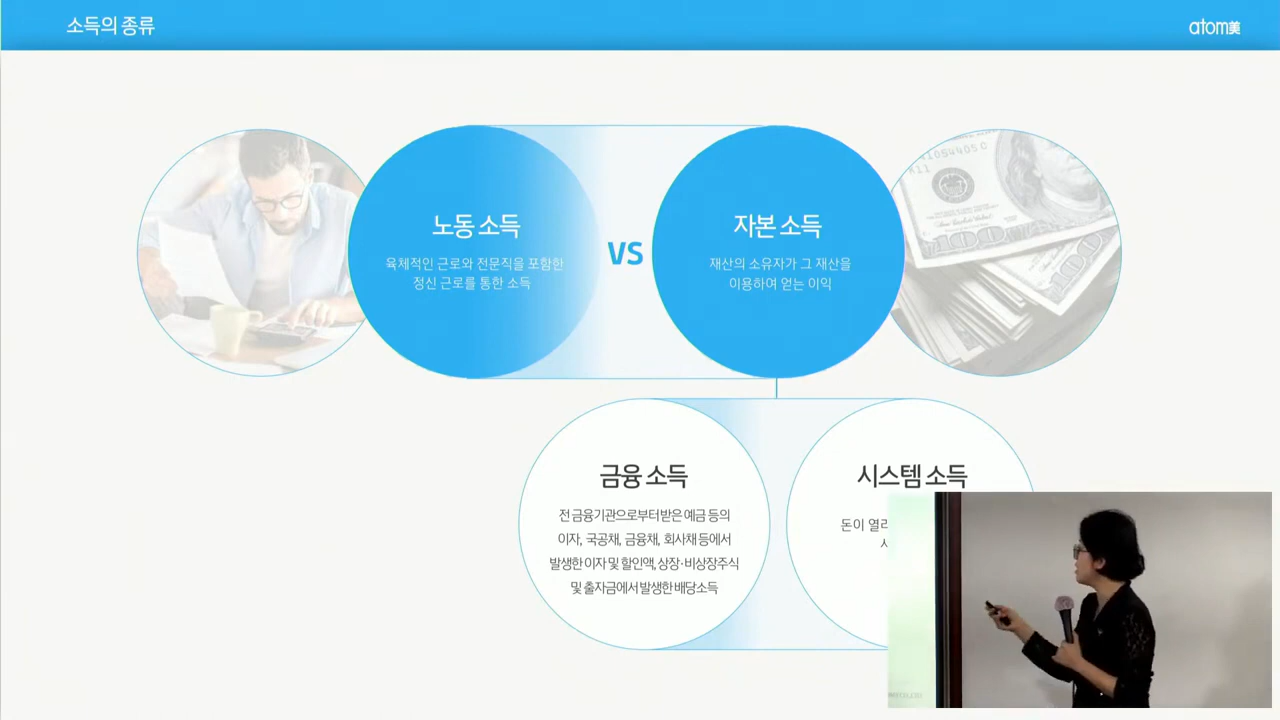 소득의 종류
atom美
노동 소득
육체적인 근로와 전문직을 포함한
정신 근로를 통한 소득
VS
자본 소득
재산의 소유자가 그 재산을
이용하여 얻는 이익
금융 소득
전 금융기관으로부터 받은 예금 등의
이자, 국공채, 금융채, 회사채 등에서
발생한 이자 및 할인액, 상장·비상장주식
및 출자금에서 발생한 배당소득
시스템 소득
돈이
100
100